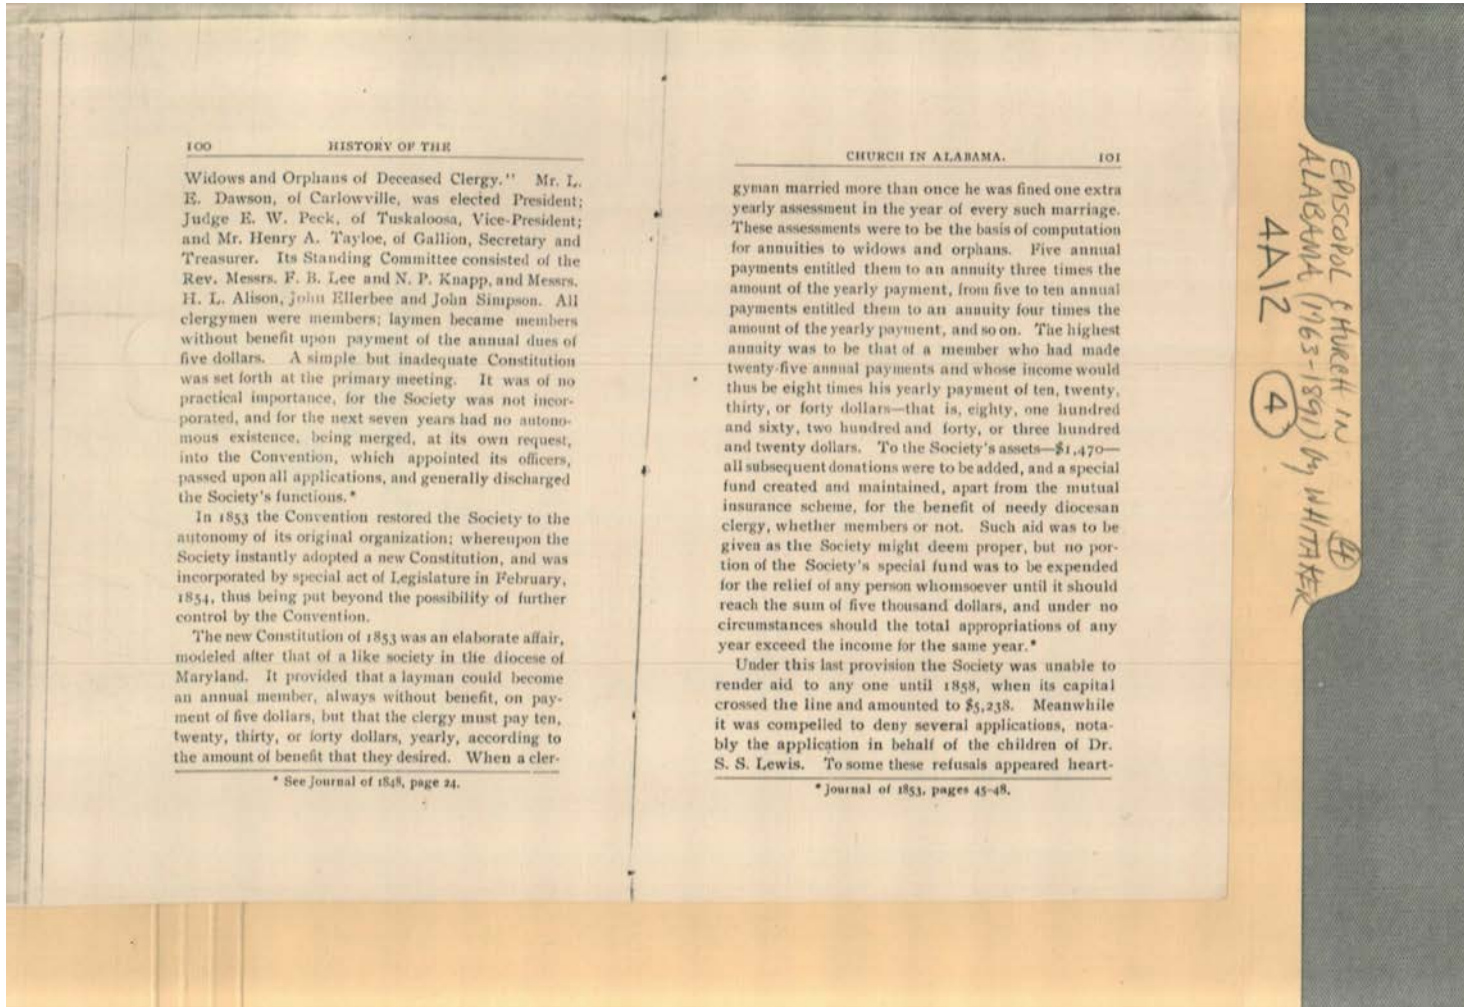 100 HISTORY OF THE
Widows and Orphans of Deceased Clergy." Mr. L.
E. Dawson, of Carlowville, was elected President;
Judge E. W. Peck, of Tuskaloosa, Vice-President;
and Mr. Henry A. Tayloe, of Gallion, Secretary and
Treasurer. Its Standing Committee consisted of the
Rev. Messrs. F. B. Lee and N. P. Knapp, and Messrs.
H. L. Alison, John Ellerbee and John Simpson. All
clergymen were members; laymen became members
without benefit upon payment of the annual dues of
five dollars. A simple but inadequate Constitution
was set forth at the primary meeting. It was of no
practical importance, for the Society was not incor-
porated, and for the next seven years had no autono-
mous existence, being merged, at its own request,
into the Convention, which appointed its officers,
passed upon all applications, and generally discharged
the Society's functions.*
In 1853 the Convention restored the Society to the
autonomy of its original organization; whereupon the
Society instantly adopted a new Constitution, and was
incorporated by special act of Legislature in February,
1854, thus being put beyond the possibility of further
control by the Convention.
The new Constitution of 1853 was an elaborate affair,
modeled after that of a like society in the diocese of
Maryland. It provided that a layman could become
an annual member, always without benefit, on pay-
ment of five dollars, but that the clergy must pay ten,
twenty, thirty, or forty dollars, yearly, according to
the amount of benefit that they desired. When a cler-
* See Journal of 1848, page 24.
CHURCH IN ALABAMA. 101
gyman married more than once he was fined one extra
yearly assessment in the year of every such marriage.
These assessments were to be the basis of computation
for annuities to widows and orphans. Five annual
payments entitled them to an annuity three times the
amount of the yearly payment, from five to ten annual
payments entitled them to an annuity four times the
amount of the yearly payment, and so on. The highest
annuity was to be that of a member who had made
twenty-five annual payments and whose income would
thus be eight times his yearly payment of ten, twenty,
thirty, or forty dollars—that is, eighty, one hundred
and sixty, two hundred and forty, or three hundred
and twenty dollars. To the Society's assets—$1,470—
all subsequent donations were to be added, and a special
fund created and maintained, apart from the mutual
insurance scheme, for the benefit of needy diocesan
clergy, whether members or not. Such aid was to be
given as the Society might deem proper, but no por-
tion of the Society's special fund was to be expended
for the relief of any person whomsoever until it should
reach the sum of five thousand dollars, and under no
circumstances should the total appropriations of any
year exceed the income for the same year.*
Under this last provision the Society was unable to
render aid to any one until 1858, when its capital
crossed the line and amounted to $5,238. Meanwhile
it was compelled to deny several applications, nota-
bly the application in behalf of the children of Dr.
S. S. Lewis. To some these refusals appeared heart-
* Journal of 1853, pages 45-48.
EPISCOPOL CHURCH IN
ALABAMA (1763-1891) by WHITAKER
4A12 4